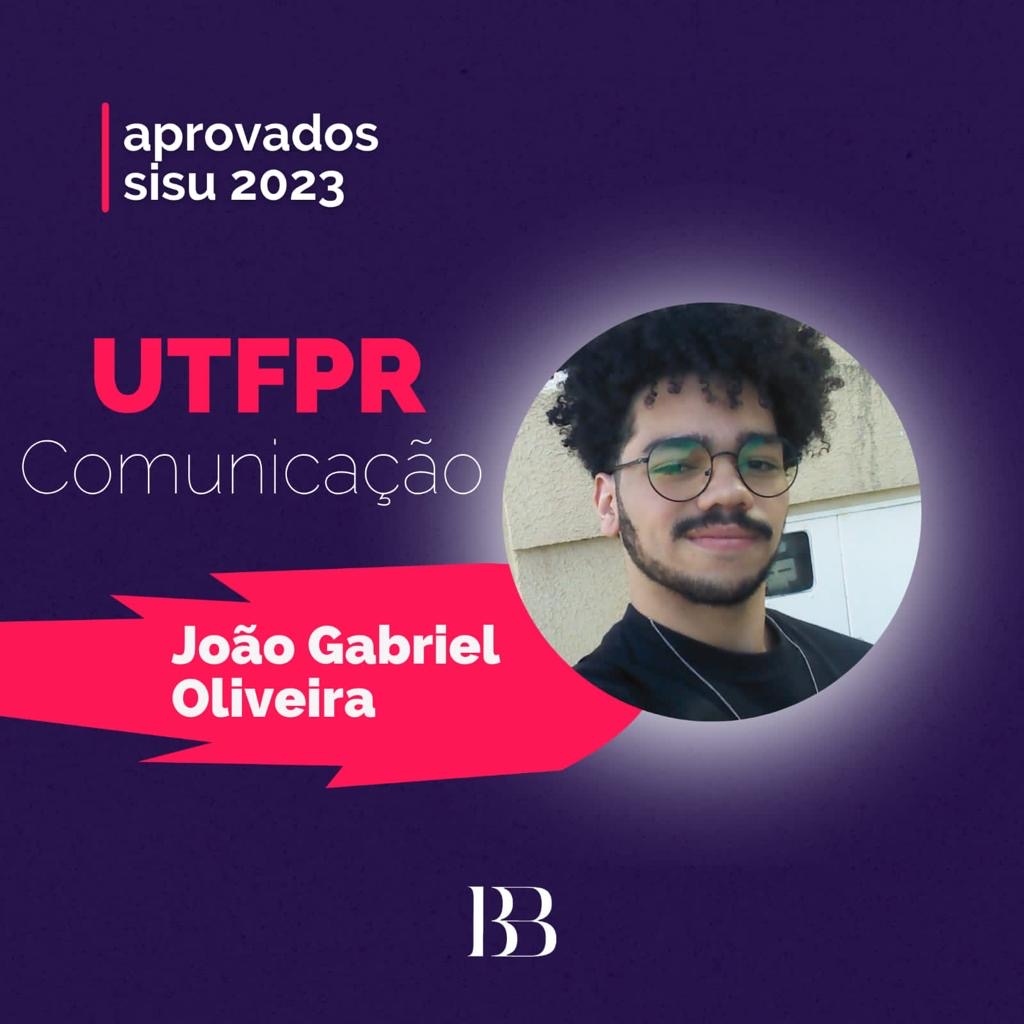 aprovados
sisu 2023
UTFPR
Comunicação
João Gabriel
Oliveira
BB